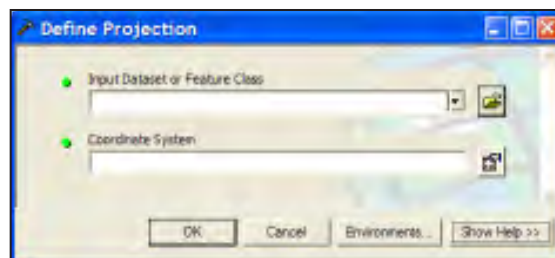 Define Projection
Input Dataset or Feature Class
Coordinate System
OK Cancel Environments... Show Help >>